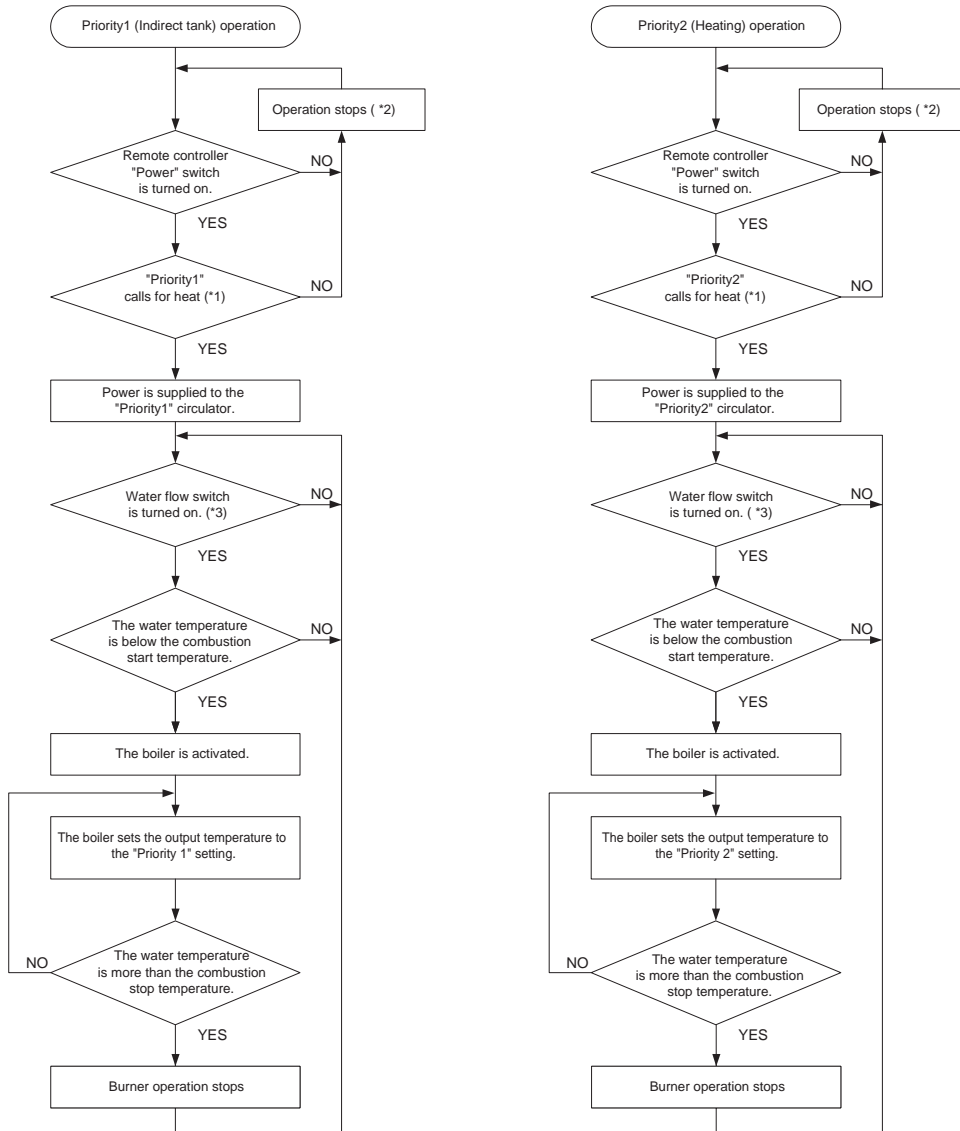 Priority1 (Indirect tank) operation
Operation stops ( *2)
Remote controller
"Power" switch
is turned on.
NO
YES
"Priority1"
calls for heat (*1)
NO
YES
Power is supplied to the
"Priority1" circulator.
Water flow switch
is turned on. (*3)
NO
YES
The water temperature
is below the combustion
start temperature.
NO
YES
The boiler is activated.
The boiler sets the output temperature to
the "Priority 1" setting.
The water temperature
is more than the combustion
stop temperature.
NO
YES
Burner operation stops
Priority2 (Heating) operation
Operation stops ( *2)
Remote controller
"Power" switch
is turned on.
NO
YES
"Priority2"
calls for heat (*1)
NO
YES
Power is supplied to the
"Priority2" circulator.
Water flow switch
is turned on. ( *3)
NO
YES
The water temperature
is below the combustion
start temperature.
NO
YES
The boiler is activated.
The boiler sets the output temperature to
the "Priority 2" setting.
The water temperature
is more than the combustion
stop temperature.
NO
YES
Burner operation stops